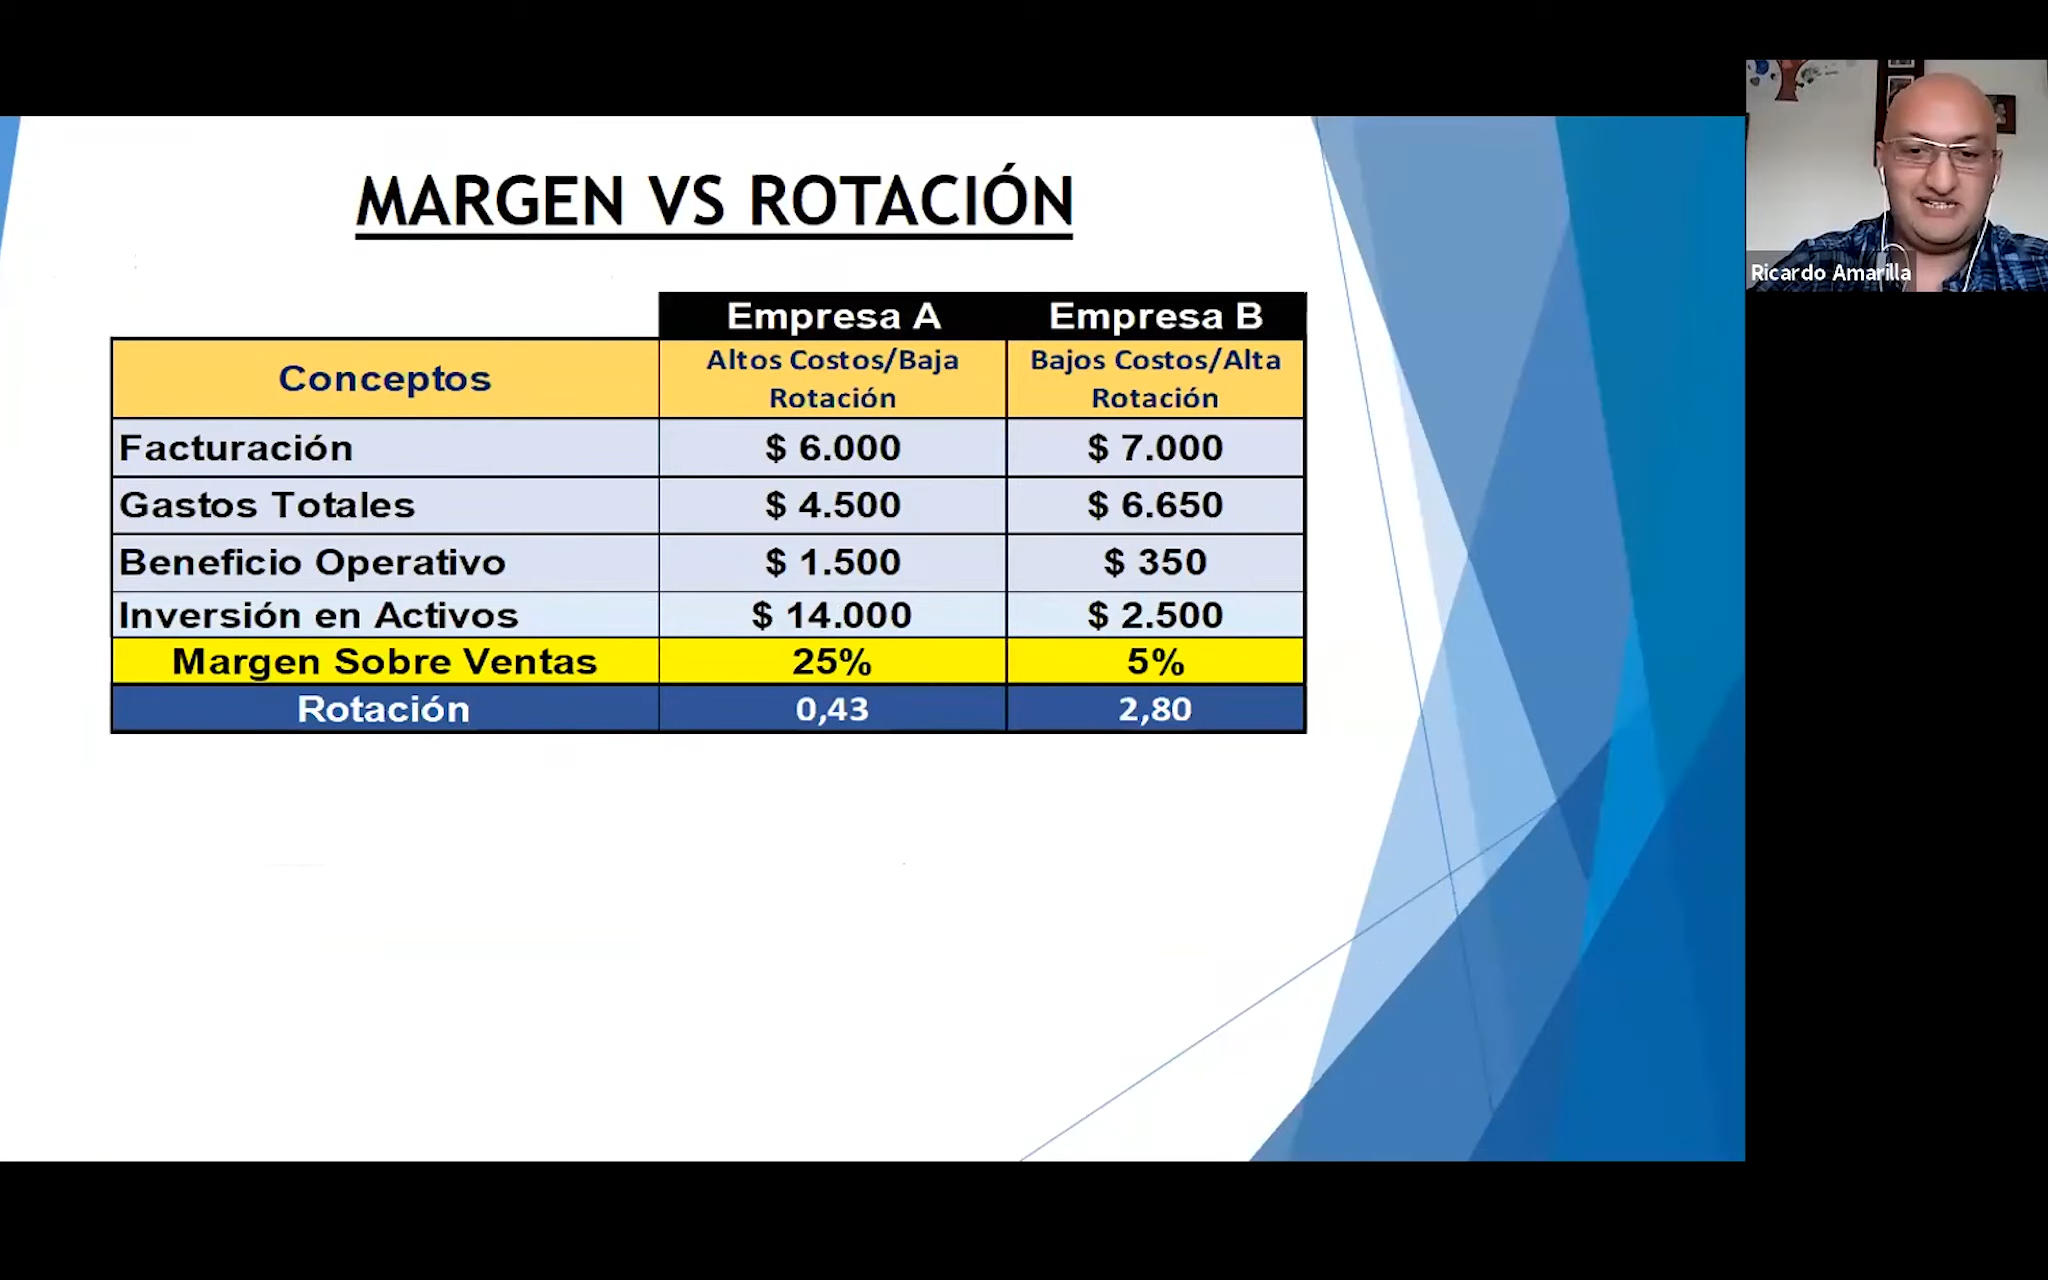 MARGEN VS ROTACIÓN
Ricardo Amarilla
Empresa A Empresa B
Conceptos Altos Costos/Baja Rotación Bajos Costos/Alta Rotación
Facturación $ 6.000 $ 7.000
Gastos Totales $ 4.500 $ 6.650
Beneficio Operativo $ 1.500 $ 350
Inversión en Activos $ 14.000 $ 2.500
Margen Sobre Ventas 25% 5%
Rotación 0,43 2,80